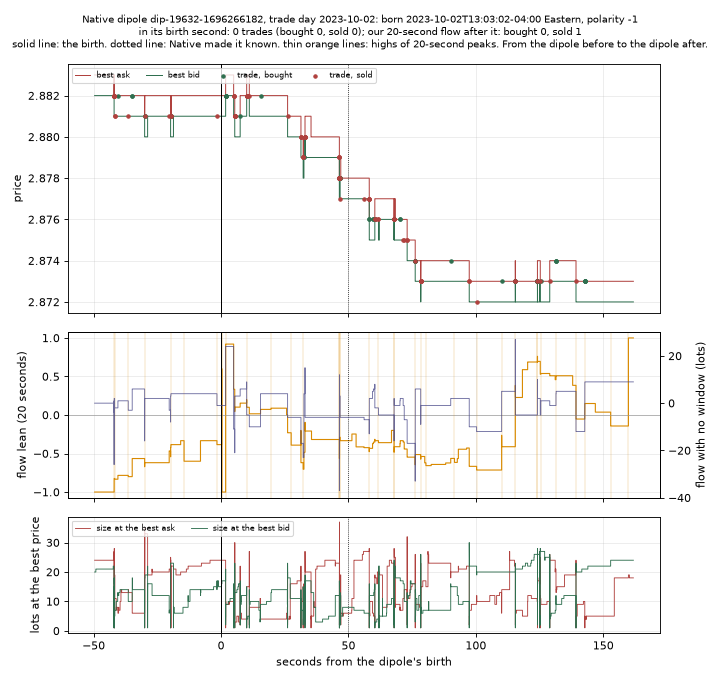 Native dipole dip-19632-1696266182, trade day 2023-10-02: born 2023-10-02T13:03:02-04:00 Eastern, polarity -1
in its birth second: 0 trades (bought 0, sold 0); our 20-second flow after it: bought 0, sold 1
solid line: the birth. dotted line: Native made it known. thin orange lines: highs of 20-second peaks. From the dipole before to the dipole after.
best ask
best bid
trade, bought
trade, sold
2.882
2.880
2.878
2.876
2.874
2.872
price
1.0
0.5
0.0
−0.5
−1.0
flow lean (20 seconds)
20
0
−20
−40
flow with no window (lots)
size at the best ask
size at the best bid
30
20
10
0
lots at the best price
−50
0
50
100
150
seconds from the dipole's birth